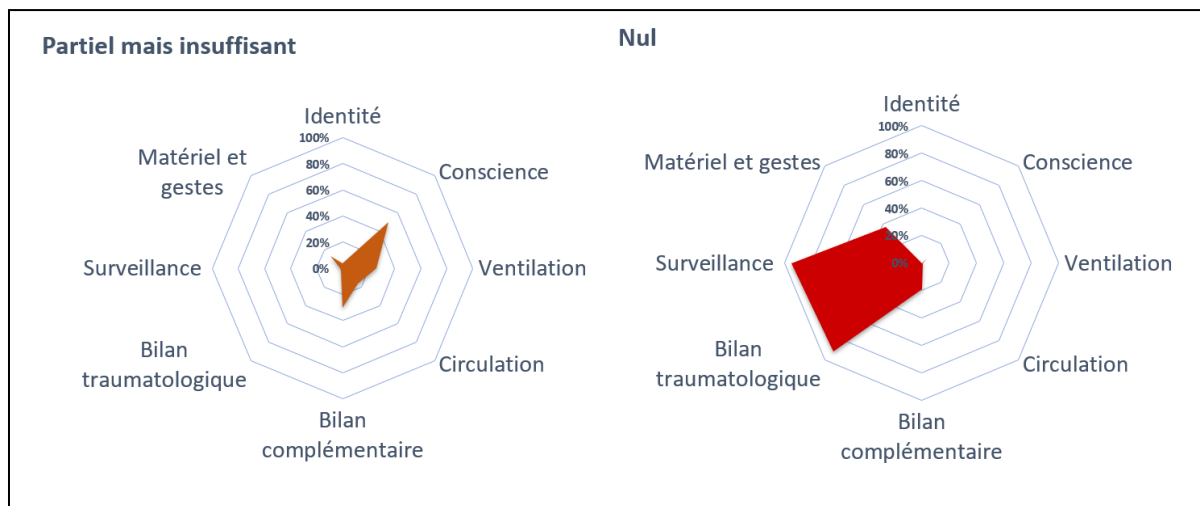 Partiel mais insuffisant
Identité
100%
80%
60%
40%
20%
0%
Conscience
Ventilation
Circulation
Bilan
complémentaire
Bilan
traumatologique
Surveillance
Matériel et
gestes
Nul
Identité
100%
80%
60%
40%
20%
0%
Conscience
Ventilation
Circulation
Bilan
complémentaire
Bilan
traumatologique
Surveillance
Matériel et gestes